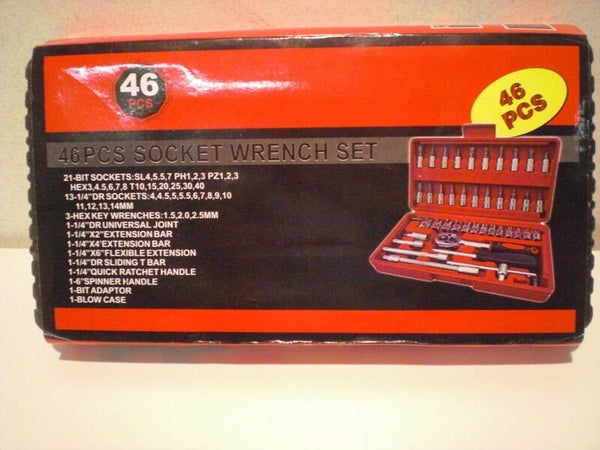 46
PCS
46
PCS
46PCS SOCKET WRENCH SET
21-BIT SOCKETS:SL4,5.5,7 PH1,2,3 PZ1,2,3
HEX3,4.5,6,7,8 T10,15,20,25,30,40
13-1/4"DR SOCKETS:4,4.5,5,5.5,6,7,8,9,10
11,12,13,14MM
3-HEX KEY WRENCHES:1.5,2.0,2.5MM
1-1/4"DR UNIVERSAL JOINT
1-1/4"X2"EXTENSION BAR
1-1/4"X4'EXTENSION BAR
1-1/4"X6"FLEXIBLE EXTENSION
1-1/4"DR SLIDING T BAR
1-1/4"QUICK RATCHET HANDLE
1-6"SPINNER HANDLE
1-BIT ADAPTOR
1-BLOW CASE